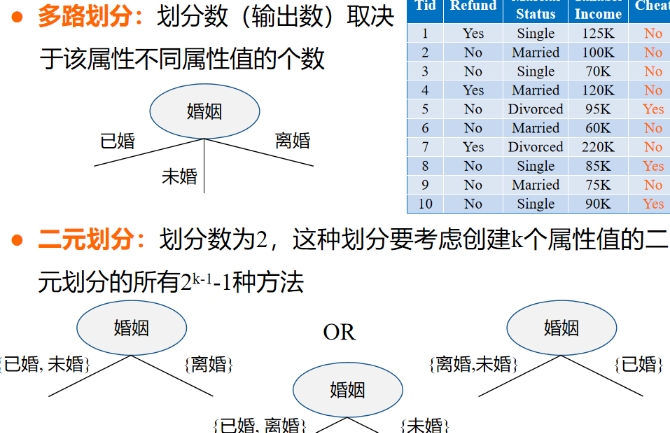 ● 多路划分：划分数（输出数）取决
于该属性不同属性值的个数
婚姻
已婚
离婚
未婚
Tid Refund Status Income Cheat
1 Yes Single 125K No
2 No Married 100K No
3 No Single 70K No
4 Yes Married 120K No
5 No Divorced 95K Yes
6 No Married 60K No
7 Yes Divorced 220K No
8 No Single 85K Yes
9 No Married 75K No
10 No Single 90K Yes
● 二元划分：划分数为2，这种划分要考虑创建k个属性值的二
元划分的所有2k-1-1种方法
婚姻
{已婚, 未婚}
{离婚}
OR
婚姻
{已婚, 离婚}
{未婚}
婚姻
{离婚,未婚}
{已婚}